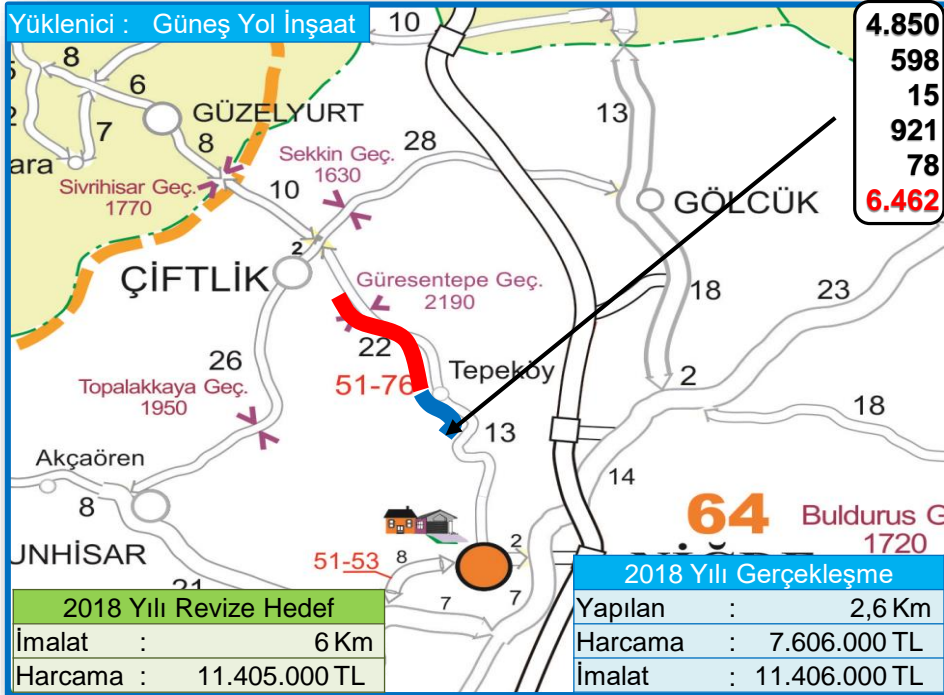 Yüklenici : Güneş Yol İnşaat
4.850
598
15
921
78
6.462
10
8
6
7
ara
GÜZELYURT
8
Sivrihisar Geç.
1770
10
Sekkin Geç.
1630
28
13
GÖLCÜK
2
ÇİFTLİK
Güresentepe Geç.
2190
18
23
22
26
51-76
Tepeköy
2
Topalakkaya Geç.
1950
13
18
Akçaören
8
14
UNHİSAR
64
Buldurus G
1720
51-53
8
2
7
7
2018 Yılı Revize Hedef
İmalat : 6 Km
Harcama : 11.405.000 TL
2018 Yılı Gerçekleşme
Yapılan : 2,6 Km
Harcama : 7.606.000 TL
İmalat : 11.406.000 TL